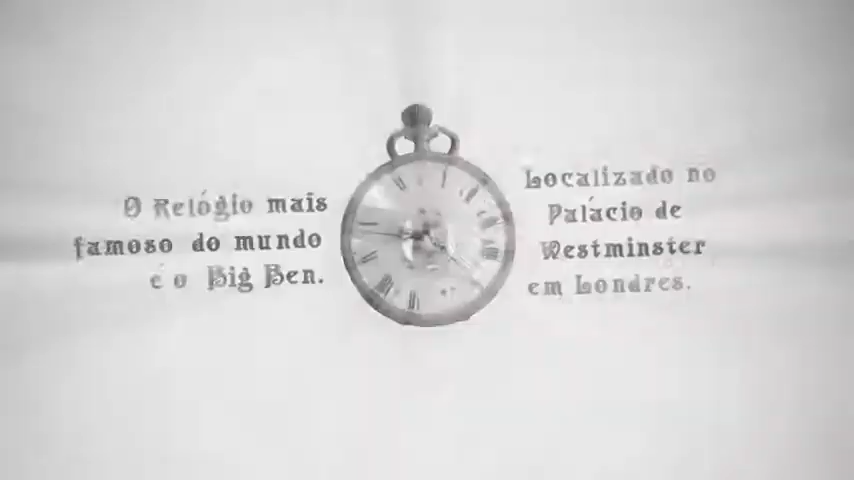 O Relógio mais
famoso do mundo
é o Big Ben.
Localizado no
Palácio de
Westminster
em Londres.